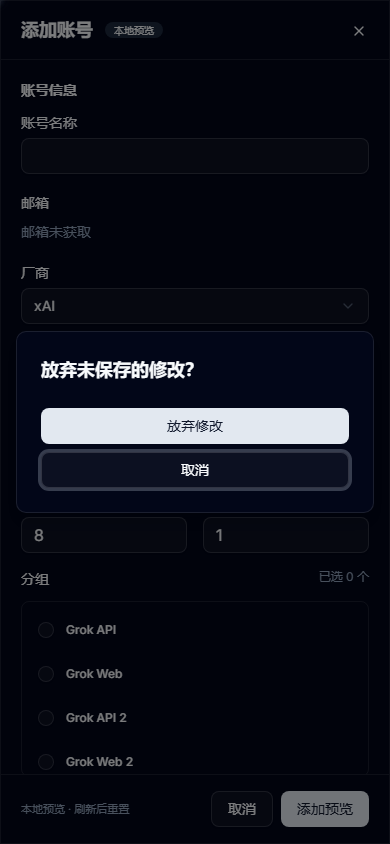 添加账号 本地预览
账号信息
账号名称
邮箱
邮箱未获取
厂商
xAI
放弃未保存的修改?
放弃修改
取消
8 1
分组 已选 0 个
Grok API
Grok Web
Grok API 2
Grok Web 2
本地预览 · 刷新后重置 取消 添加预览